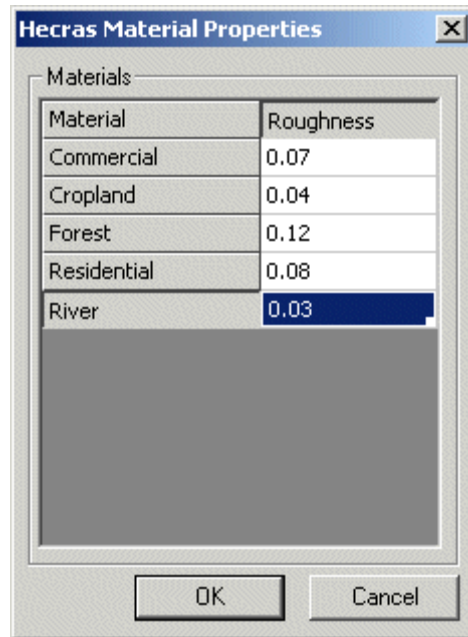 Hecras Material Properties
Materials
Material Roughness
Commercial 0.07
Cropland 0.04
Forest 0.12
Residential 0.08
River 0.03
OK Cancel